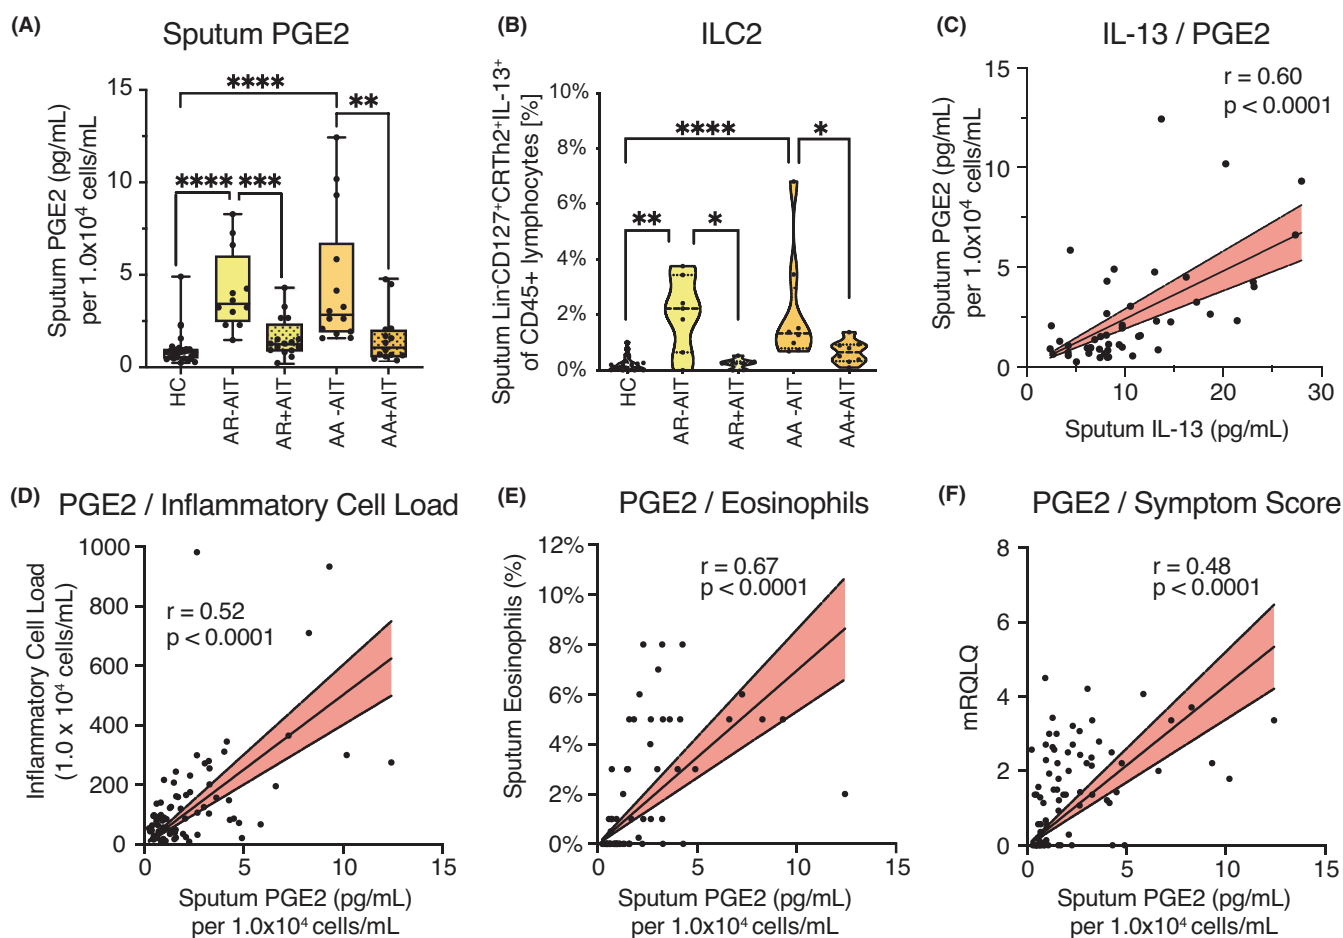 (A)
Sputum PGE2
Sputum PGE2 (pg/mL)
per 1.0x10⁴ cells/mL
15
10
5
0
****
**
**** ***
HC
AR-AIT
AR+AIT
AA -AIT
AA+AIT
(B)
ILC2
Sputum Lin⁻CD127⁺CRTh2⁺IL-13⁺
of CD45+ lymphocytes [%]
10%
8%
6%
4%
2%
0%
****
*
**
*
HC
AR-AIT
AR+AIT
AA -AIT
AA+AIT
(C)
IL-13 / PGE2
Sputum PGE2 (pg/mL)
per 1.0x10⁴ cells/mL
15
10
5
0
r = 0.60
p < 0.0001
0
10
20
30
Sputum IL-13 (pg/mL)
(D)
PGE2 / Inflammatory Cell Load
Inflammatory Cell Load
(1.0 x 10⁴ cells/mL)
1000
800
600
400
200
0
r = 0.52
p < 0.0001
0
5
10
15
Sputum PGE2 (pg/mL)
per 1.0x10⁴ cells/mL
(E)
PGE2 / Eosinophils
Sputum Eosinophils (%)
12%
10%
8%
6%
4%
2%
0%
r = 0.67
p < 0.0001
0
5
10
15
Sputum PGE2 (pg/mL)
per 1.0x10⁴ cells/mL
(F)
PGE2 / Symptom Score
mRQLQ
8
6
4
2
0
r = 0.48
p < 0.0001
0
5
10
15
Sputum PGE2 (pg/mL)
per 1.0x10⁴ cells/mL